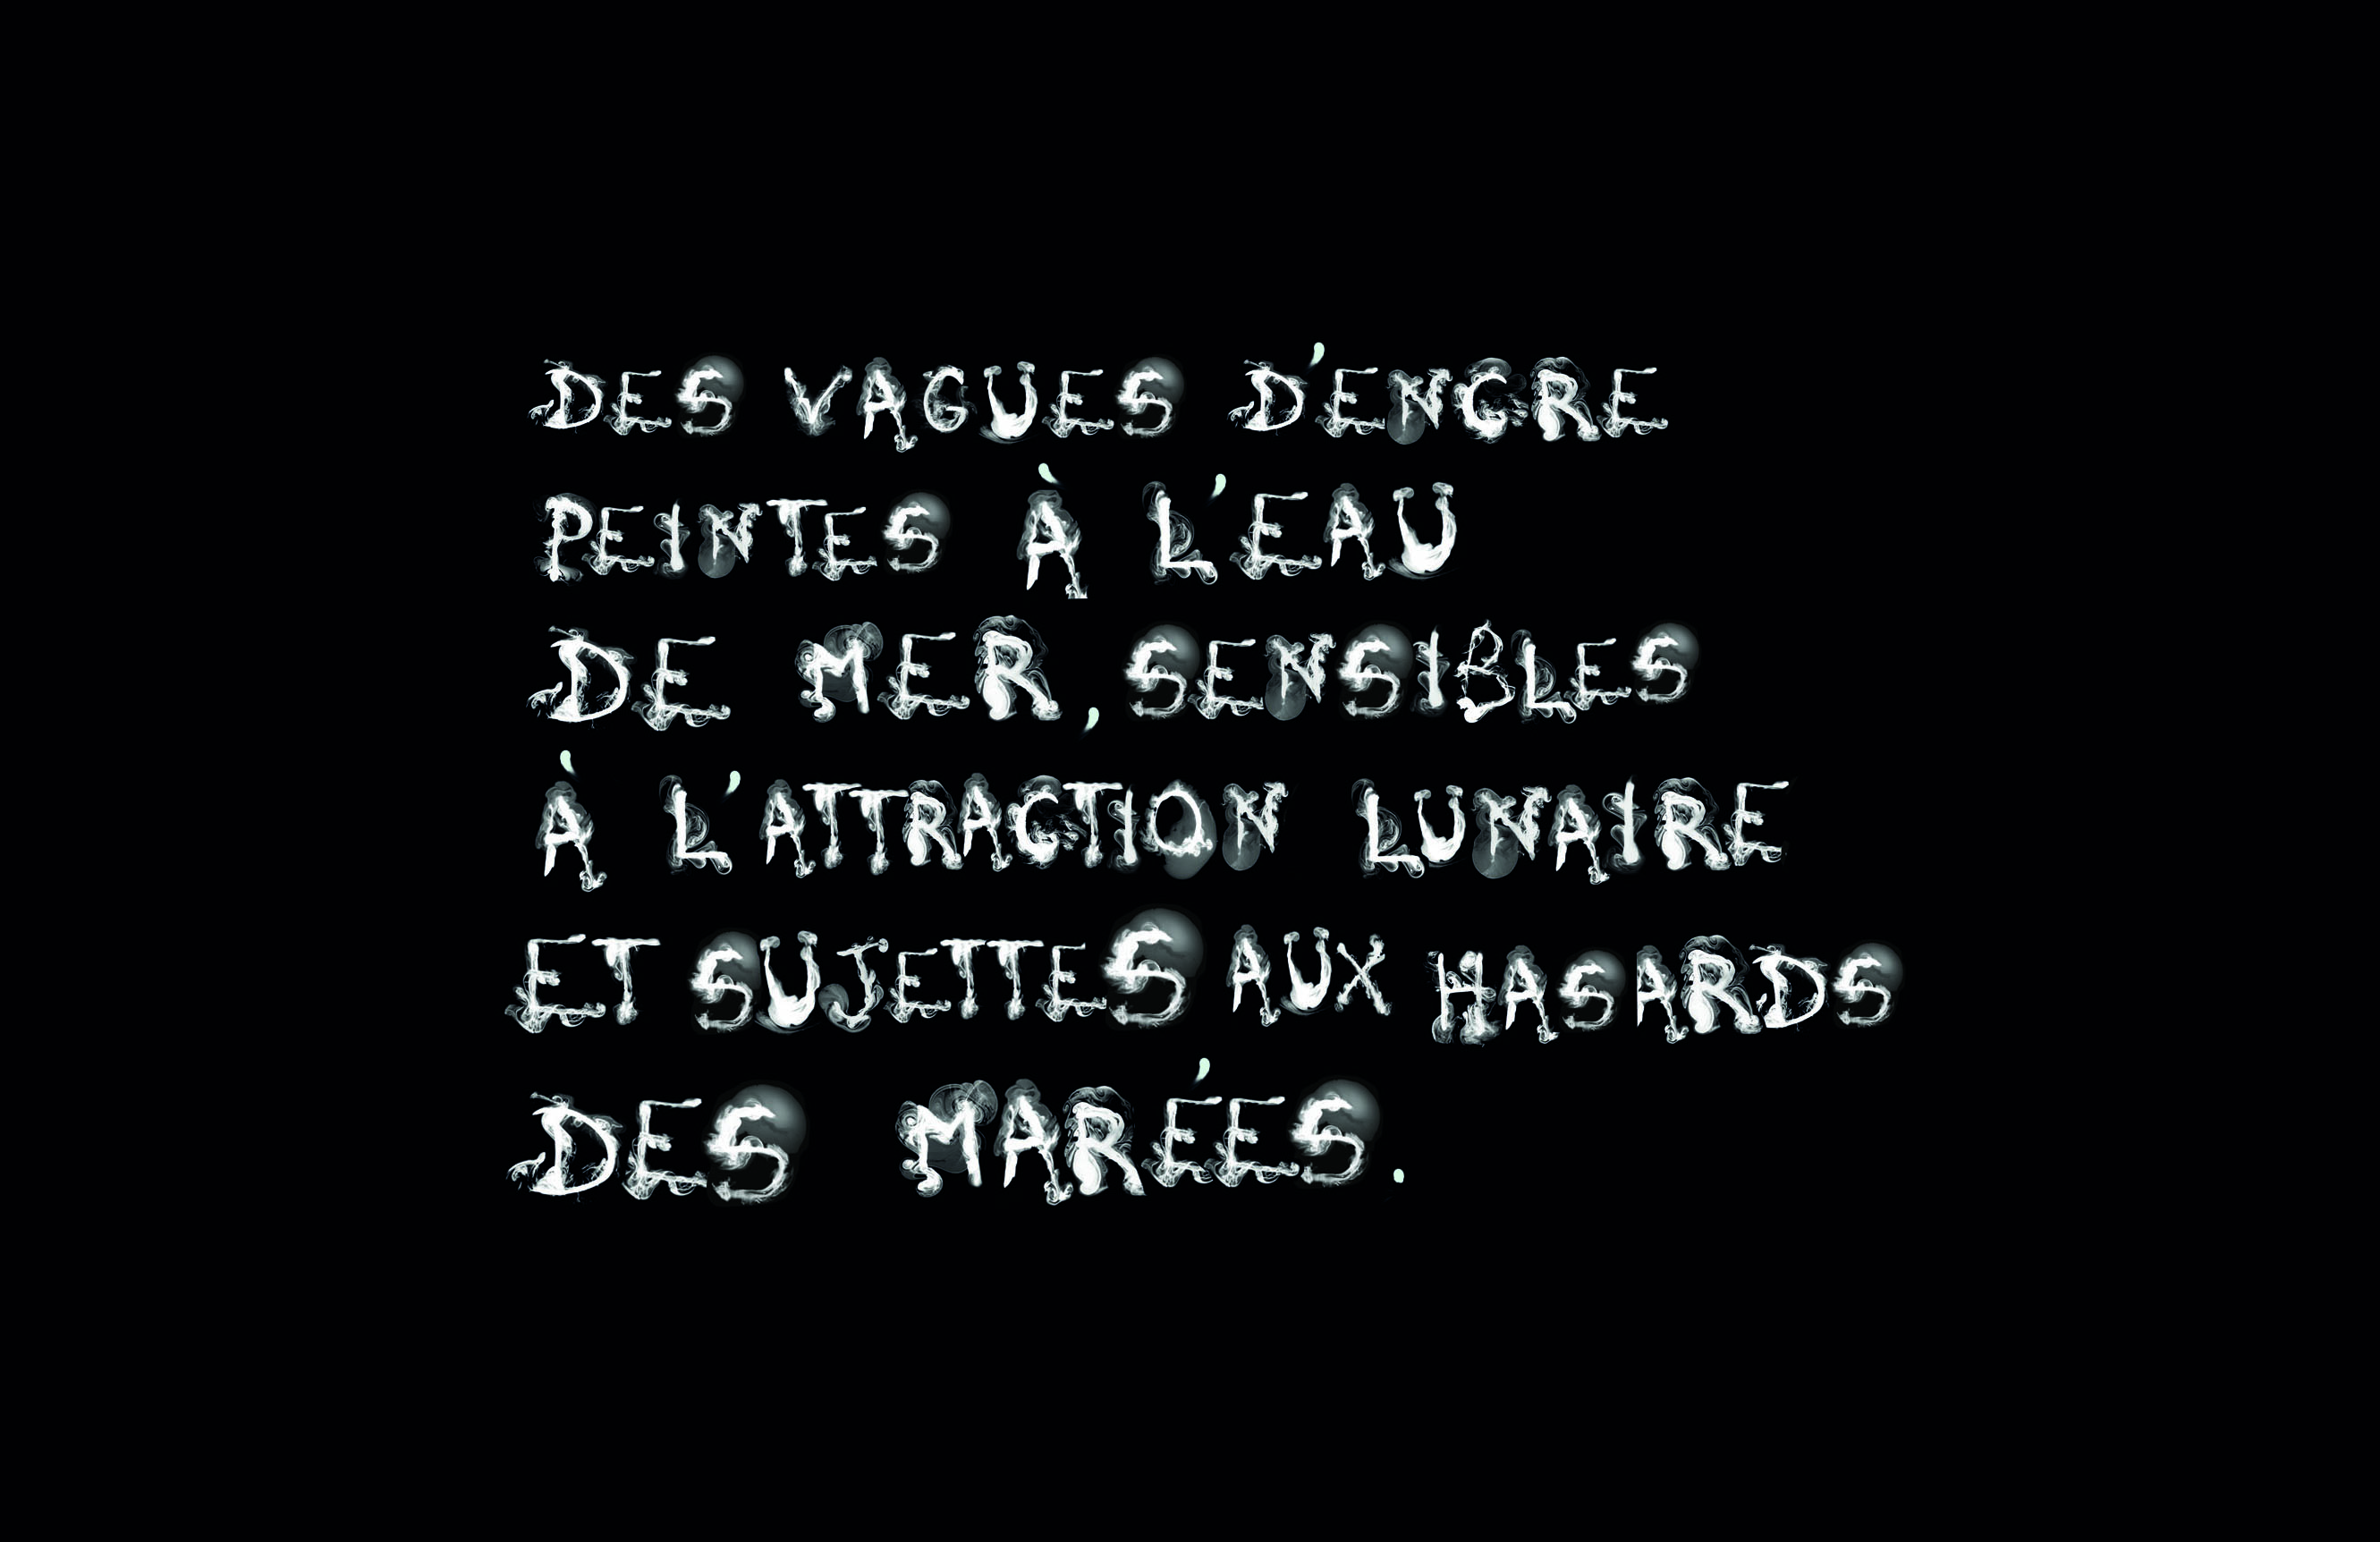 DES VAGUES D'ENCRE
PEINTES À L'EAU
DE MER, SENSIBLES
À L'ATTRACTION LUNAIRE
ET SUJETTES AUX HASARDS
DES MARÉES.